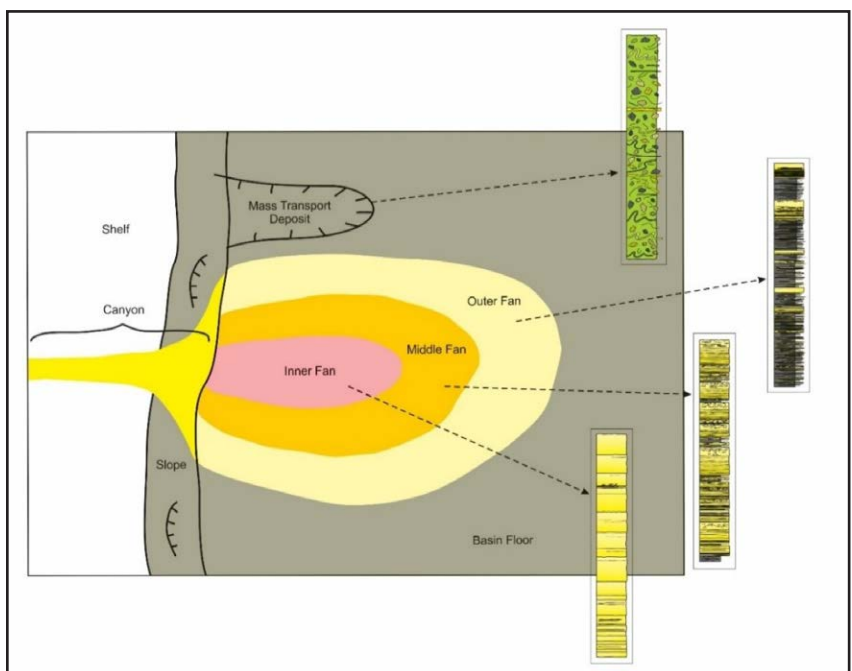 Mass Transport
Deposit
Shelf
Canyon
Outer Fan
Middle Fan
Inner Fan
Slope
Basin Floor